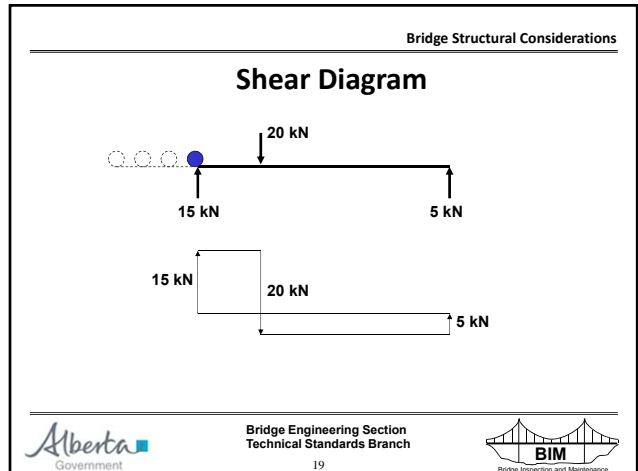 Bridge Structural Considerations
Shear Diagram
20 kN
15 kN
5 kN
15 kN
20 kN
5 kN
Alberta
Government
Bridge Engineering Section
Technical Standards Branch
19
BIM
Bridge Inspection and Maintenance